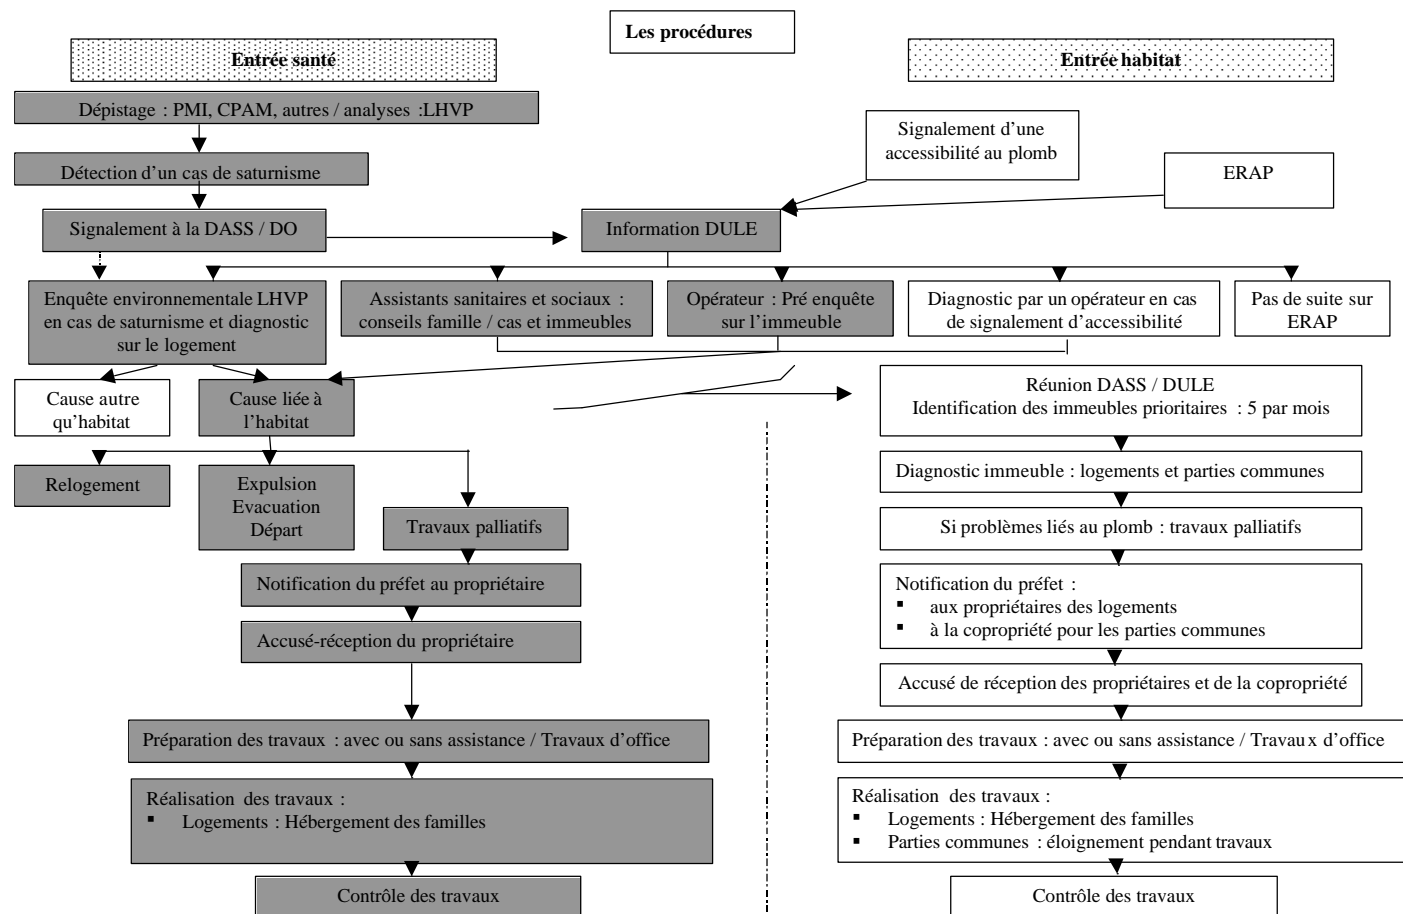 Les procédures
Entrée santé
Entrée habitat
Dépistage : PMI, CPAM, autres / analyses :LHVP
Signalement d'une
accessibilité au plomb
ERAP
Détection d'un cas de saturnisme
Signalement à la DASS / DO
Information DULE
Enquête environnementale LHVP
en cas de saturnisme et diagnostic
sur le logement
Assistants sanitaires et sociaux :
conseils famille / cas et immeubles
Opérateur : Pré enquête
sur l'immeuble
Diagnostic par un opérateur en cas
de signalement d'accessibilité
Pas de suite sur
ERAP
Cause autre
qu'habitat
Cause liée à
l'habitat
Réunion DASS / DULE
Identification des immeubles prioritaires : 5 par mois
Relogement
Expulsion
Evacuation
Départ
Travaux palliatifs
Diagnostic immeuble : logements et parties communes
Si problèmes liés au plomb : travaux palliatifs
Notification du préfet au propriétaire
Notification du préfet :
▪ aux propriétaires des logements
▪ à la copropriété pour les parties communes
Accusé-réception du propriétaire
Accusé de réception des propriétaires et de la copropriété
Préparation des travaux : avec ou sans assistance / Travaux d'office
Préparation des travaux : avec ou sans assistance / Travaux d'office
Réalisation des travaux :
▪ Logements : Hébergement des familles
Réalisation des travaux :
▪ Logements : Hébergement des familles
▪ Parties communes : éloignement pendant travaux
Contrôle des travaux
Contrôle des travaux